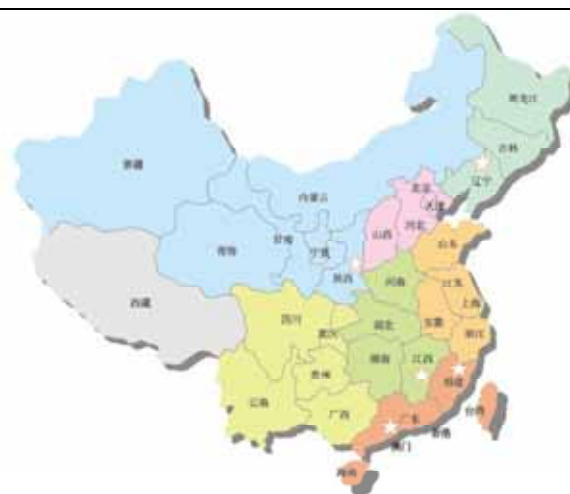 黑龙江
吉林
辽宁
新疆
内蒙古
北京
天津
河北
山西
山东
青海
甘肃
宁夏
陕西
河南
江苏
上海
西藏
四川
重庆
湖北
安徽
浙江
湖南
江西
贵州
福建
云南
广西
广东
台湾
香港
澳门
海南